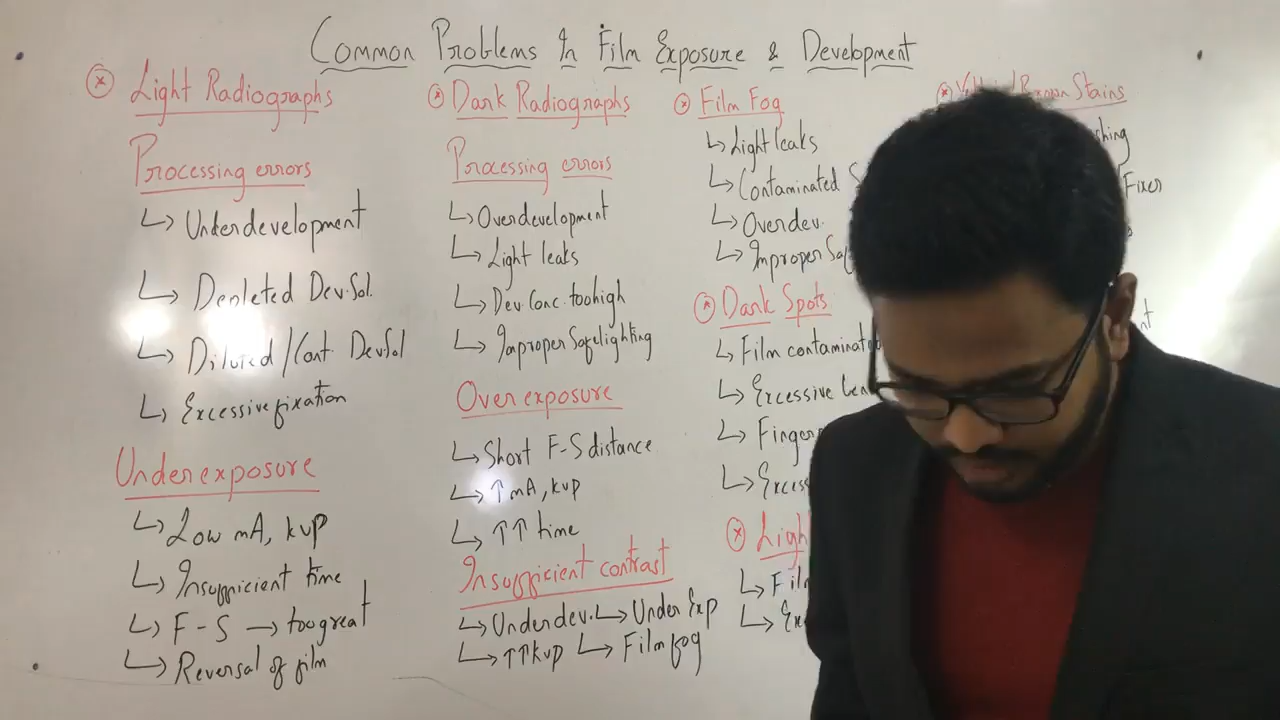 Common Problems In Film Exposure & Development
Light Radiographs
Processing errors
Underdevelopment
Depleted Dev.Sol.
Diluted/Cont. Dev.Sol
Excessive fixation
Underexposure
Low mA, kvp
Insufficient time
F-S → too great
Reversal of film
Dark Radiographs
Processing errors
Overdevelopment
Light leaks
Dev. Conc. too high
Improper Safelighting
Overexposure
Short F-S distance
↑ mA, kvp
↑↑ time
Insufficient contrast
Underdev. Under Exp
↑↑ kvp Film fog
Film Fog
Light leaks
Contaminated
Overdev.
Improper
Dark Spots
Film
Excessive
Brown Stains
Fixer